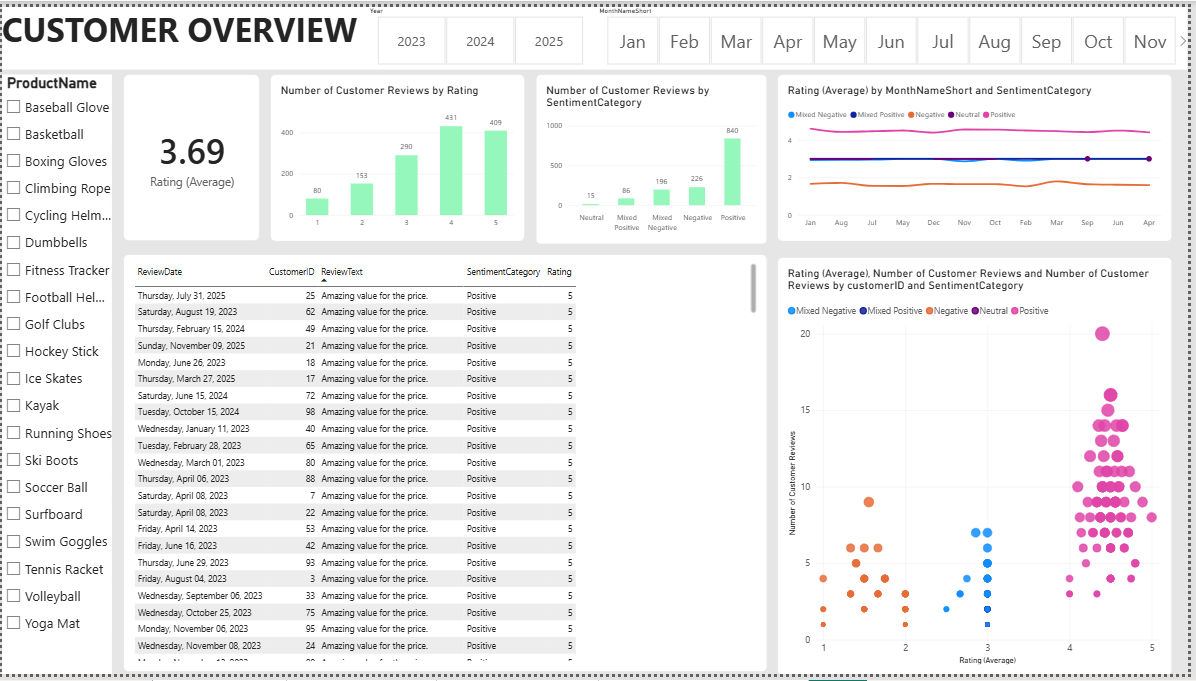 CUSTOMER OVERVIEW
Year
2023 2024 2025
MonthNameShort
Jan Feb Mar Apr May Jun Jul Aug Sep Oct Nov
ProductName
Baseball Glove
Basketball
Boxing Gloves
Climbing Rope
Cycling Helm...
Dumbbells
Fitness Tracker
Football Hel...
Golf Clubs
Hockey Stick
Ice Skates
Kayak
Running Shoes
Ski Boots
Soccer Ball
Surfboard
Swim Goggles
Tennis Racket
Volleyball
Yoga Mat
3.69
Rating (Average)
Number of Customer Reviews by Rating
400
200
0
80
153
290
431
409
1 2 3 4 5
Number of Customer Reviews by
SentimentCategory
1000
500
0
15
86
196
226
840
Neutral Mixed Mixed Negative Positive
Positive Negative
Rating (Average) by MonthNameShort and SentimentCategory
Mixed Negative Mixed Positive Negative Neutral Positive
4
2
0
Jan Aug Jul May Dec Nov Oct Feb Mar Sep Jun Apr
ReviewDate CustomerID ReviewText SentimentCategory Rating
Thursday, July 31, 2025 25 Amazing value for the price. Positive 5
Saturday, August 19, 2023 62 Amazing value for the price. Positive 5
Thursday, February 15, 2024 49 Amazing value for the price. Positive 5
Sunday, November 09, 2025 21 Amazing value for the price. Positive 5
Monday, June 26, 2023 18 Amazing value for the price. Positive 5
Thursday, March 27, 2025 17 Amazing value for the price. Positive 5
Saturday, June 15, 2024 72 Amazing value for the price. Positive 5
Tuesday, October 15, 2024 98 Amazing value for the price. Positive 5
Wednesday, January 11, 2023 40 Amazing value for the price. Positive 5
Tuesday, February 28, 2023 65 Amazing value for the price. Positive 5
Wednesday, March 01, 2023 80 Amazing value for the price. Positive 5
Thursday, April 06, 2023 88 Amazing value for the price. Positive 5
Saturday, April 08, 2023 7 Amazing value for the price. Positive 5
Saturday, April 08, 2023 22 Amazing value for the price. Positive 5
Friday, April 14, 2023 53 Amazing value for the price. Positive 5
Friday, June 16, 2023 42 Amazing value for the price. Positive 5
Thursday, June 29, 2023 93 Amazing value for the price. Positive 5
Friday, August 04, 2023 3 Amazing value for the price. Positive 5
Wednesday, September 06, 2023 33 Amazing value for the price. Positive 5
Wednesday, October 25, 2023 75 Amazing value for the price. Positive 5
Monday, November 06, 2023 95 Amazing value for the price. Positive 5
Wednesday, November 08, 2023 24 Amazing value for the price. Positive 5
Rating (Average), Number of Customer Reviews and Number of Customer
Reviews by customerID and SentimentCategory
Mixed Negative Mixed Positive Negative Neutral Positive
Number of Customer Reviews
20
15
10
5
0
1 2 3 4 5
Rating (Average)